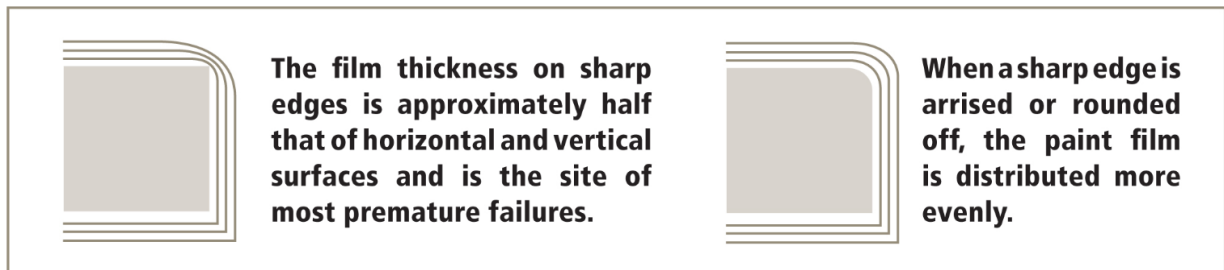 The film thickness on sharp
edges is approximately half
that of horizontal and vertical
surfaces and is the site of
most premature failures.
When a sharp edge is
arrised or rounded
off, the paint film
is distributed more
evenly.